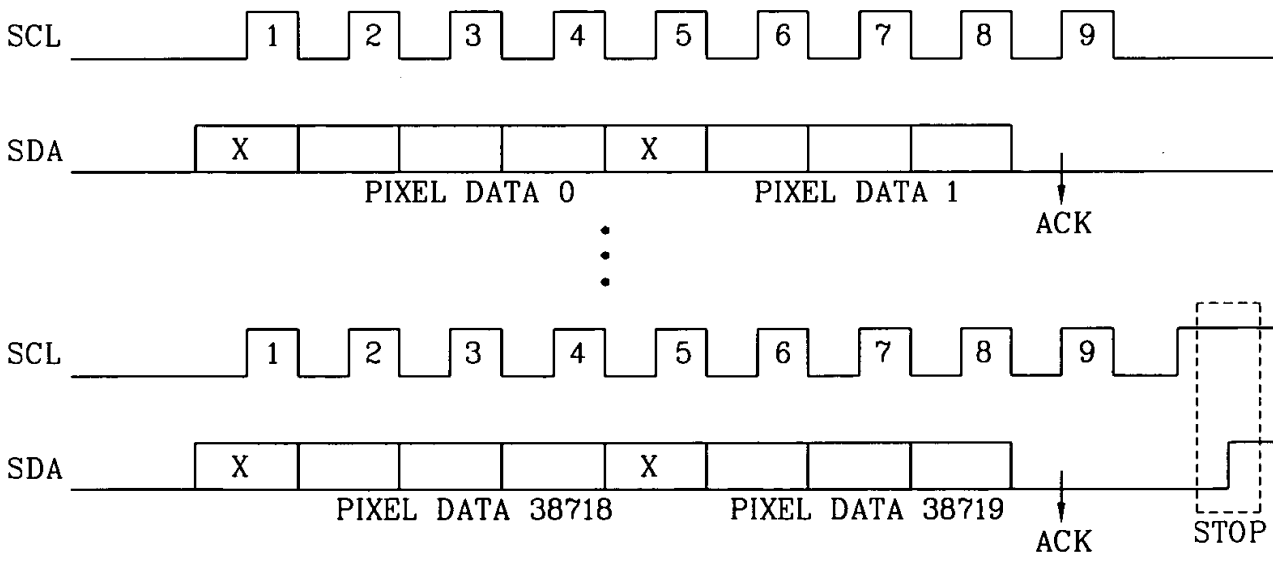 SCL 1 2 3 4 5 6 7 8 9
SDA X X
PIXEL DATA 0 PIXEL DATA 1
ACK
SCL 1 2 3 4 5 6 7 8 9
SDA X X
PIXEL DATA 38718 PIXEL DATA 38719
ACK STOP